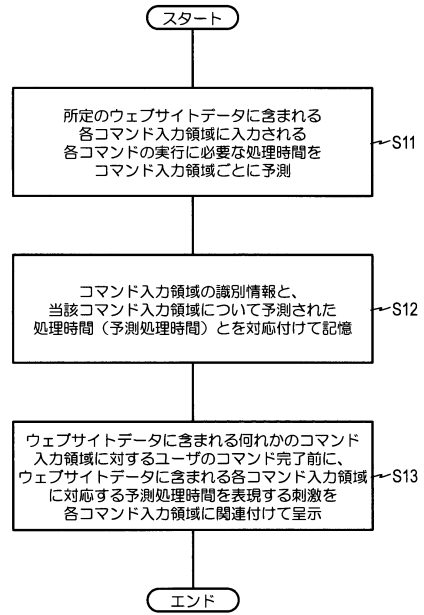 スタート
所定のウェブサイトデータに含まれる
各コマンド入力領域に入力される
各コマンドの実行に必要な処理時間を
コマンド入力領域ごとに予測
S11
コマンド入力領域の識別情報と、
当該コマンド入力領域について予測された
処理時間（予測処理時間）とを対応付けて記憶
S12
ウェブサイトデータに含まれる何れかのコマンド
入力領域に対するユーザのコマンド完了前に、
ウェブサイトデータに含まれる各コマンド入力領域
に対応する予測処理時間を表現する刺激を
各コマンド入力領域に関連付けて呈示
S13
エンド